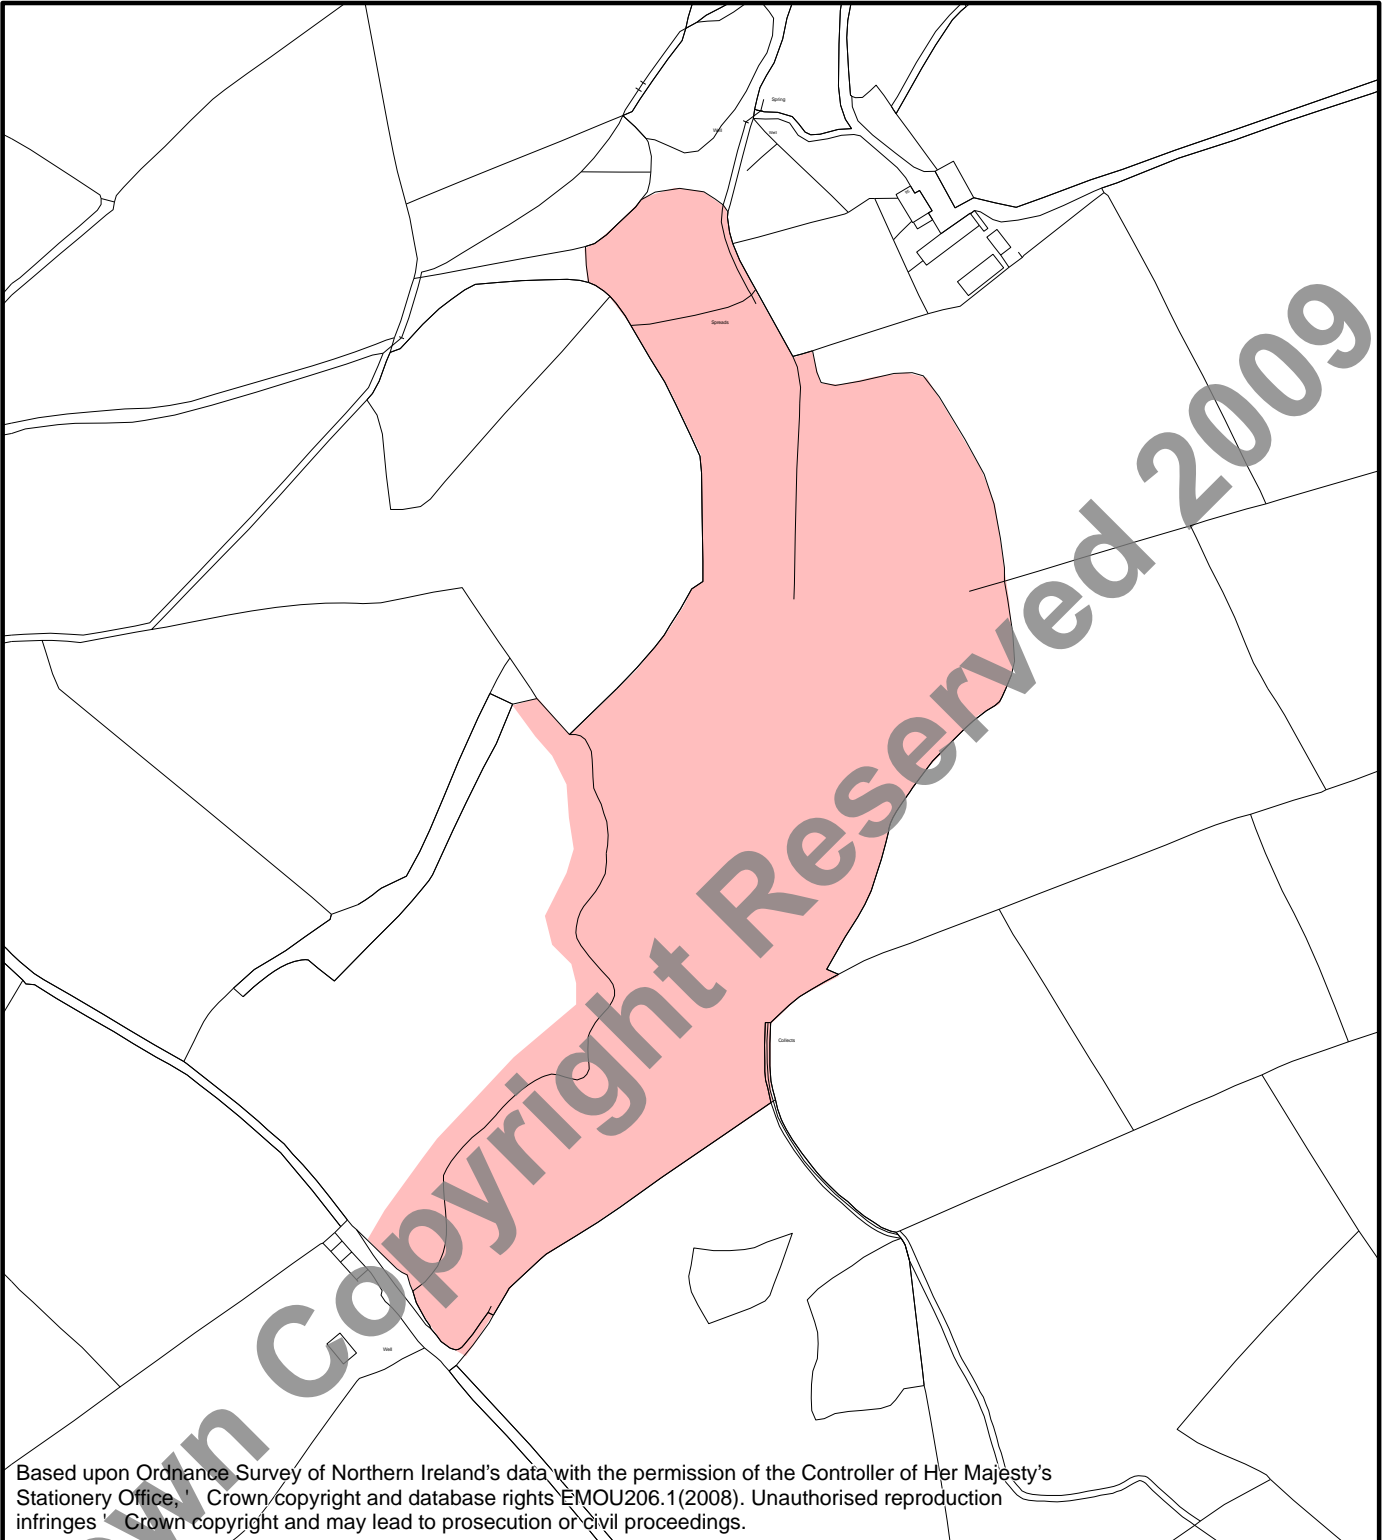 Spring
Well
Well
Spreads
Collects
Well
Crown Copyright Reserved 2009
Based upon Ordnance Survey of Northern Ireland's data with the permission of the Controller of Her Majesty's
Stationery Office, ' Crown copyright and database rights EMOU206.1(2008). Unauthorised reproduction
infringes ' Crown copyright and may lead to prosecution or civil proceedings.